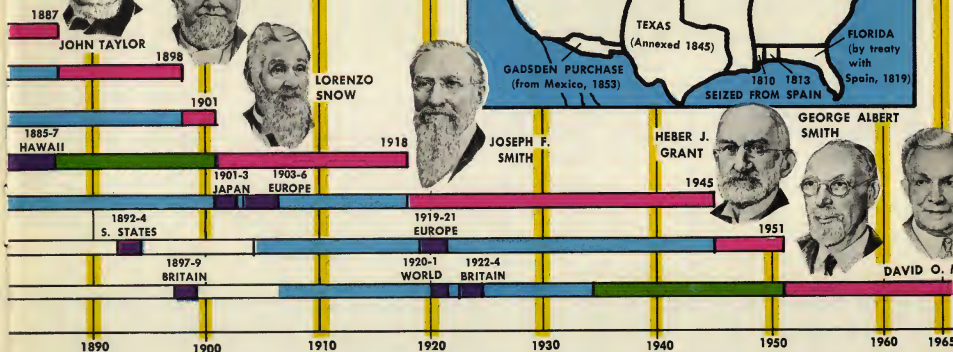 1887
JOHN TAYLOR
1898
LORENZO
SNOW
1901
1885-7
HAWAII
1918
JOSEPH F.
SMITH
1901-3
JAPAN
1903-6
EUROPE
HEBER J.
GRANT
1945
GEORGE ALBERT
SMITH
1892-4
S. STATES
1919-21
EUROPE
1951
1897-9
BRITAIN
1920-1
WORLD
1922-4
BRITAIN
DAVID O.
TEXAS
(Annexed 1845)
GADSDEN PURCHASE
(from Mexico, 1853)
FLORIDA
(by treaty
with
Spain, 1819)
1810 1813
SEIZED FROM SPAIN
1890 1900 1910 1920 1930 1940 1950 1960 1965